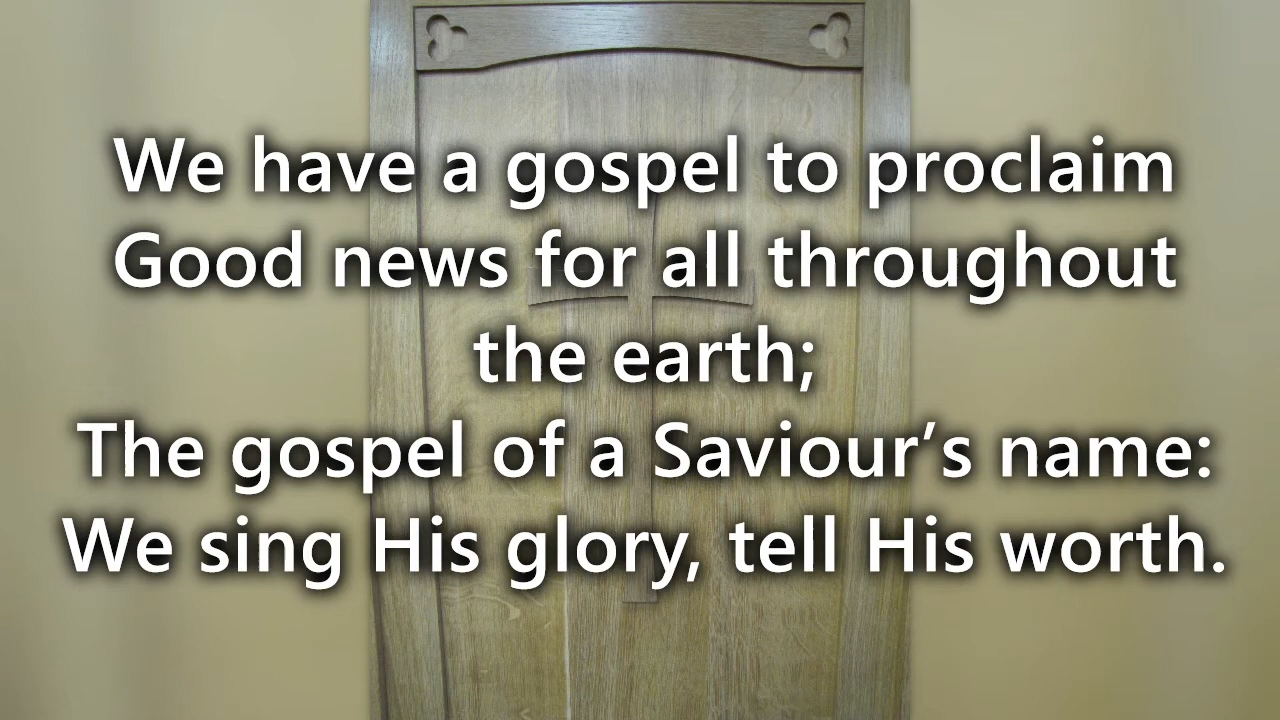 We have a gospel to proclaim
Good news for all throughout
the earth;
The gospel of a Saviour’s name:
We sing His glory, tell His worth.